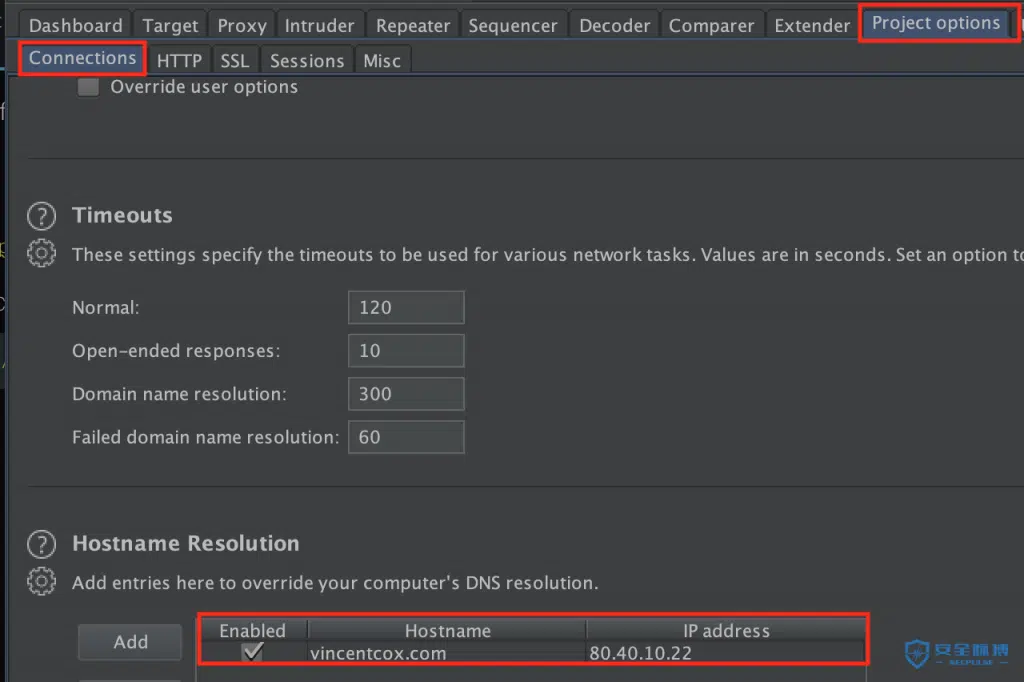 Dashboard Target Proxy Intruder Repeater Sequencer Decoder Comparer Extender Project options
Connections HTTP SSL Sessions Misc
Override user options
Timeouts
These settings specify the timeouts to be used for various network tasks. Values are in seconds. Set an option to
Normal: 120
Open-ended responses: 10
Domain name resolution: 300
Failed domain name resolution: 60
Hostname Resolution
Add entries here to override your computer's DNS resolution.
Add Enabled Hostname IP address
vincentcox.com 80.40.10.22
安全脉搏
SECPULSE